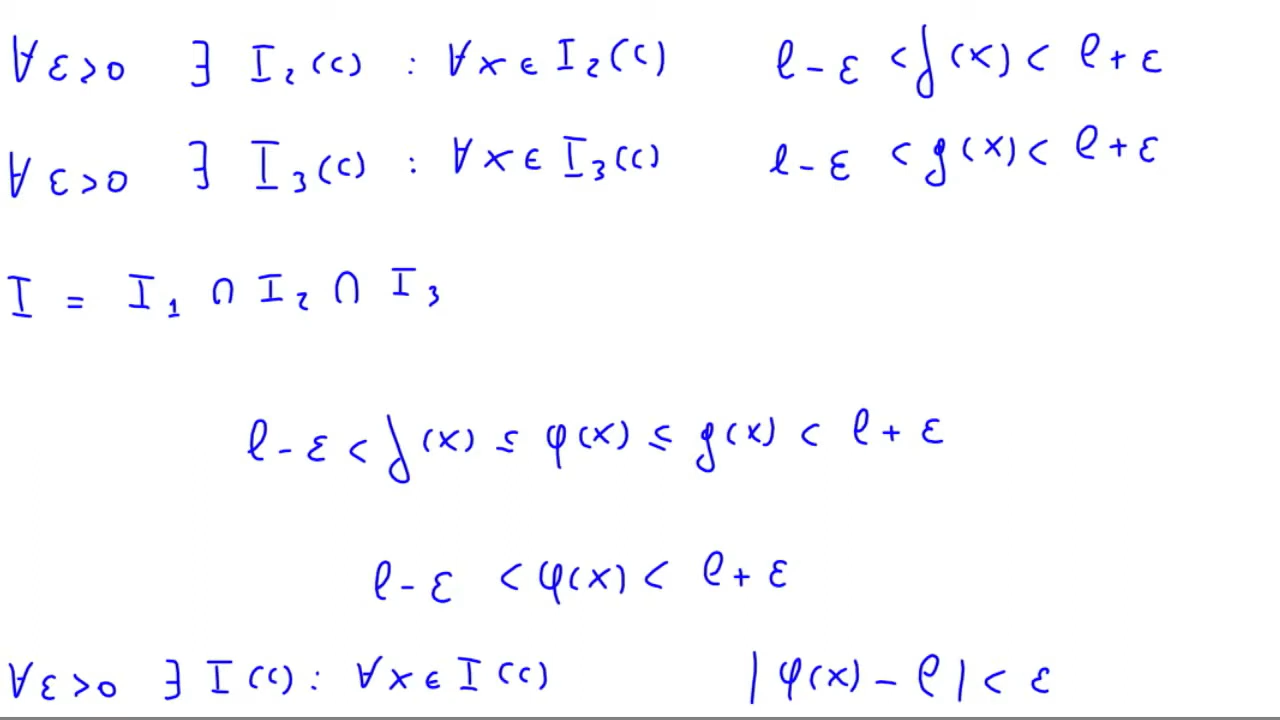 ∀ε>0 ∃ I₂(c) : ∀x∈I₂(c) l-ε <f(x)< l+ε
∀ε>0 ∃ I₃(c) : ∀x∈I₃(c) l-ε <g(x)< l+ε
I = I₁ ∩ I₂ ∩ I₃
l-ε < f(x) ≤ φ(x) ≤ g(x) < l+ε
l-ε <φ(x)< l+ε
∀ε>0 ∃ I(c): ∀x∈I(c) |φ(x)-l|< ε